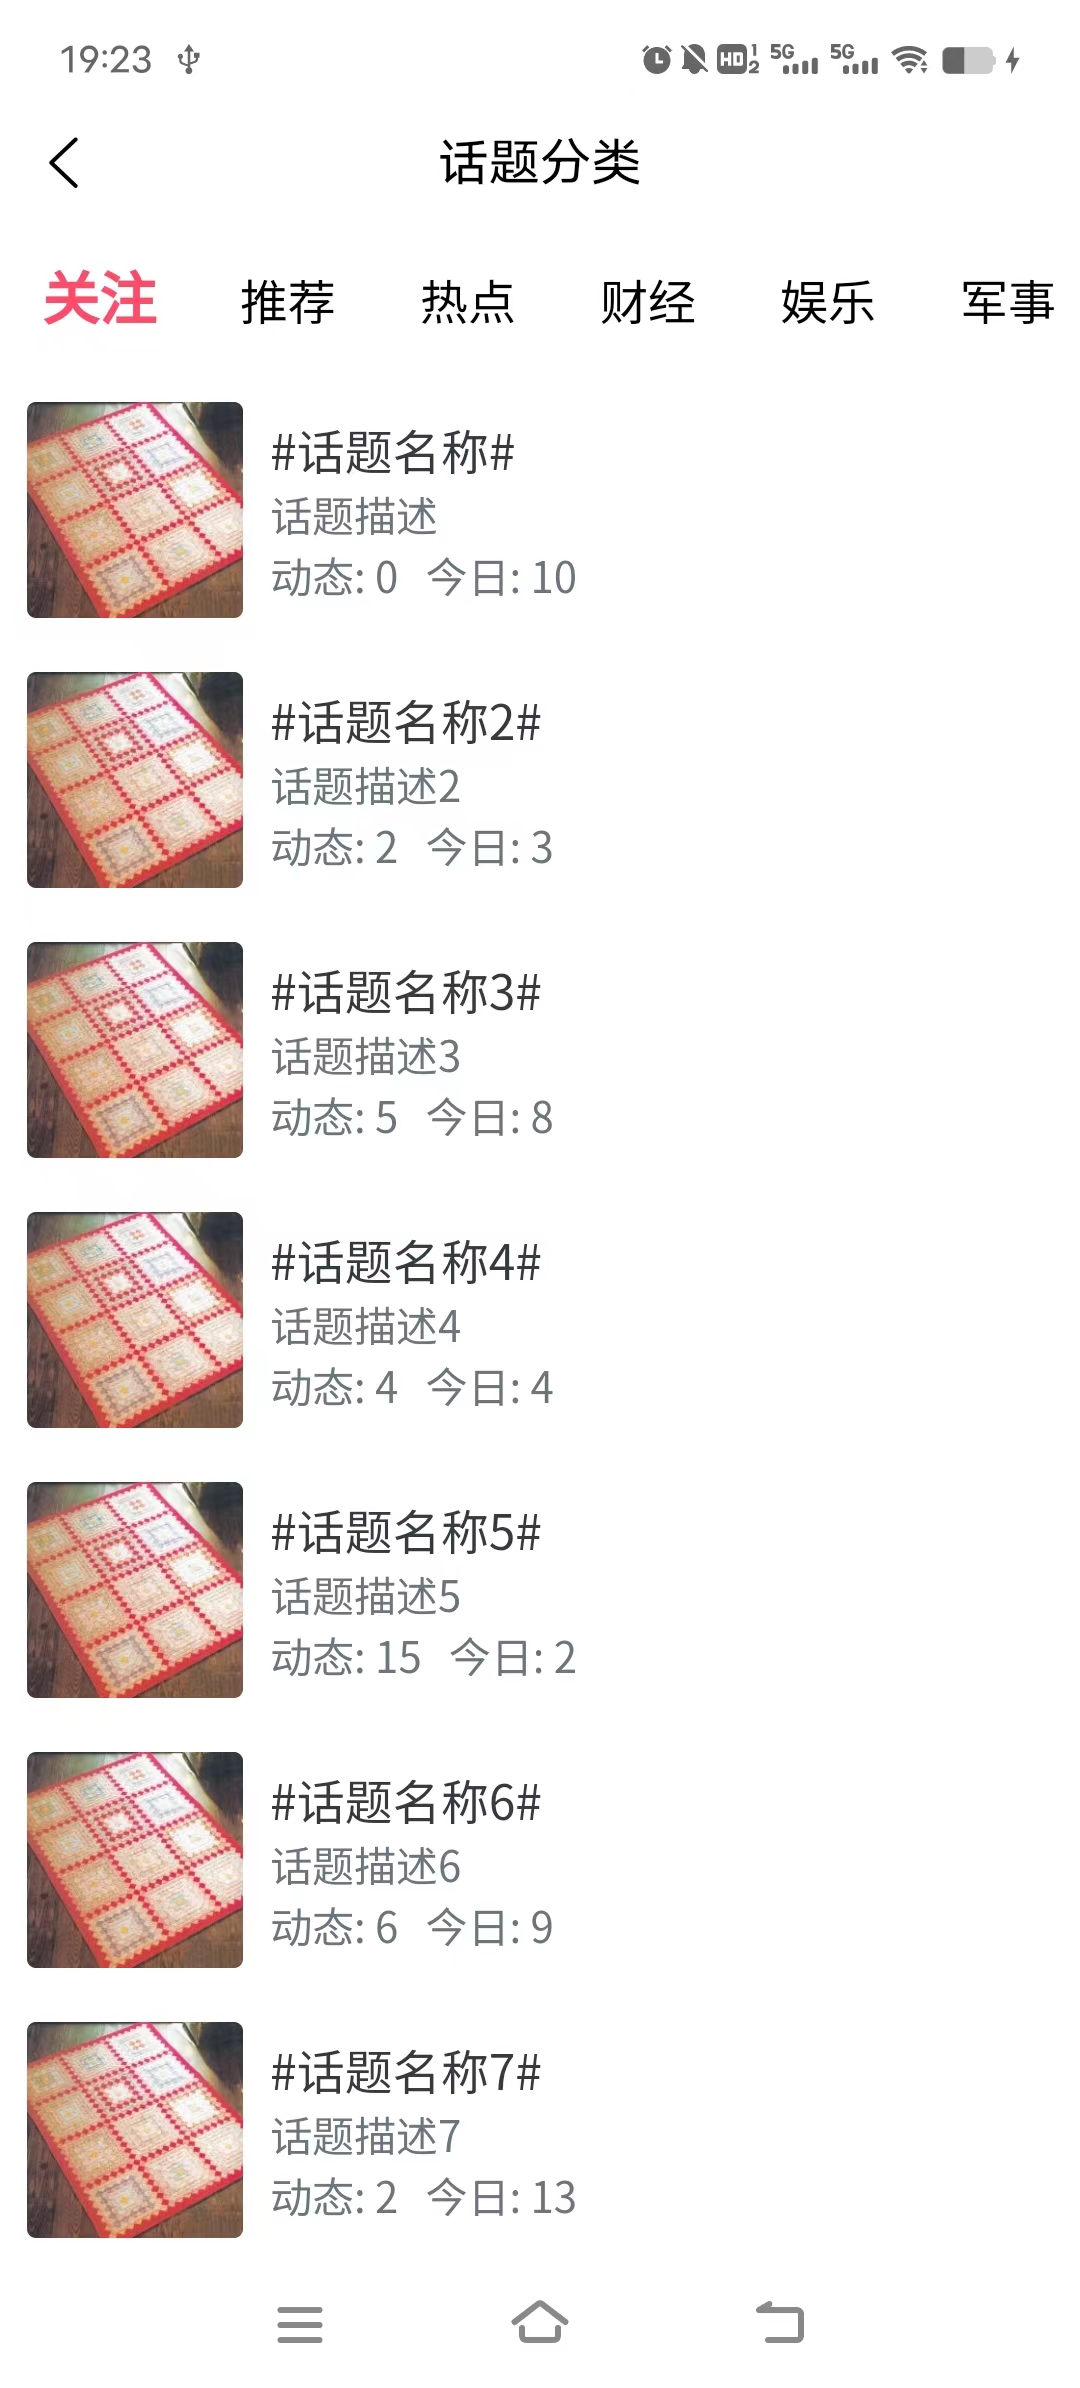 19:23 HD 1 2 5G 5G
话题分类
关注 推荐 热点 财经 娱乐 军事
#话题名称#
话题描述
动态: 0 今日: 10
#话题名称2#
话题描述2
动态: 2 今日: 3
#话题名称3#
话题描述3
动态: 5 今日: 8
#话题名称4#
话题描述4
动态: 4 今日: 4
#话题名称5#
话题描述5
动态: 15 今日: 2
#话题名称6#
话题描述6
动态: 6 今日: 9
#话题名称7#
话题描述7
动态: 2 今日: 13